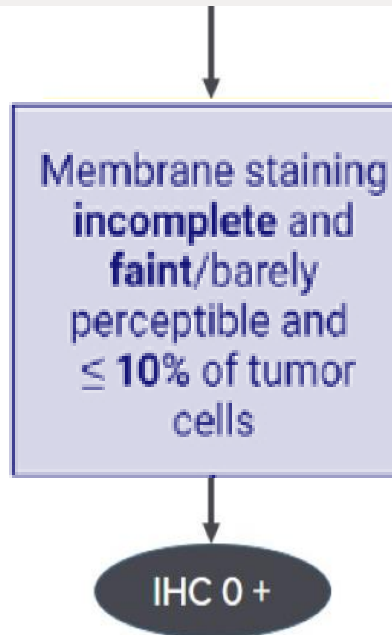 Membrane staining
incomplete and
faint/barely
perceptible and
≤ 10% of tumor
cells
IHC 0 +